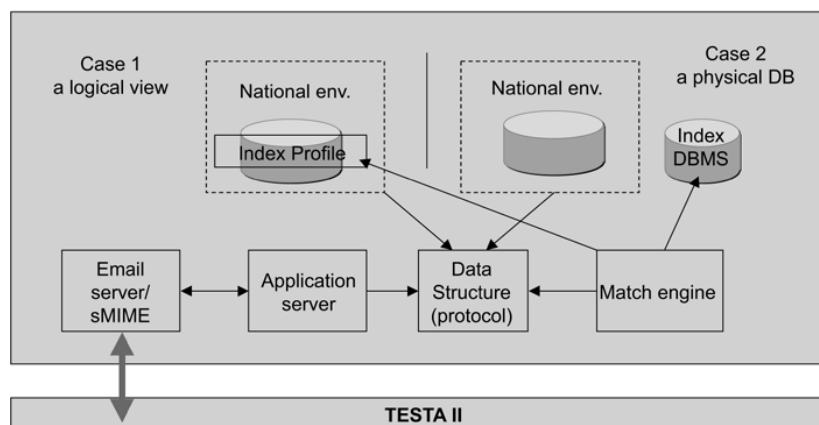 Case 1
a logical view
National env.
Index Profile
National env.
Case 2
a physical DB
Index
DBMS
Email
server/
sMIME
Application
server
Data
Structure
(protocol)
Match engine
TESTA II